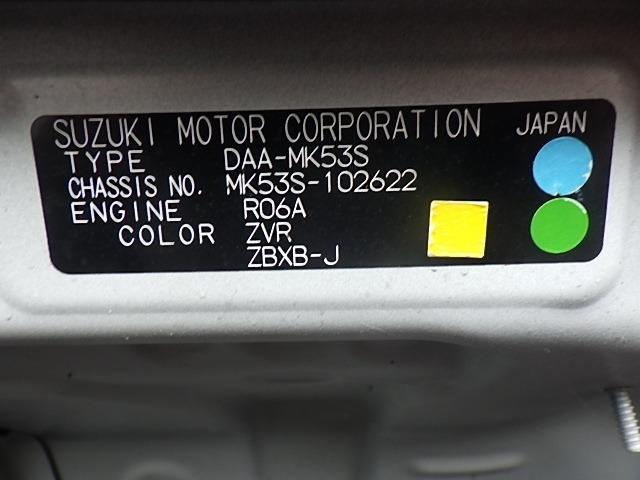 SUZUKI MOTOR CORPORATION JAPAN
TYPE DAA-MK53S
CHASSIS NO. MK53S-102622
ENGINE R06A
COLOR ZVR
ZBXB-J